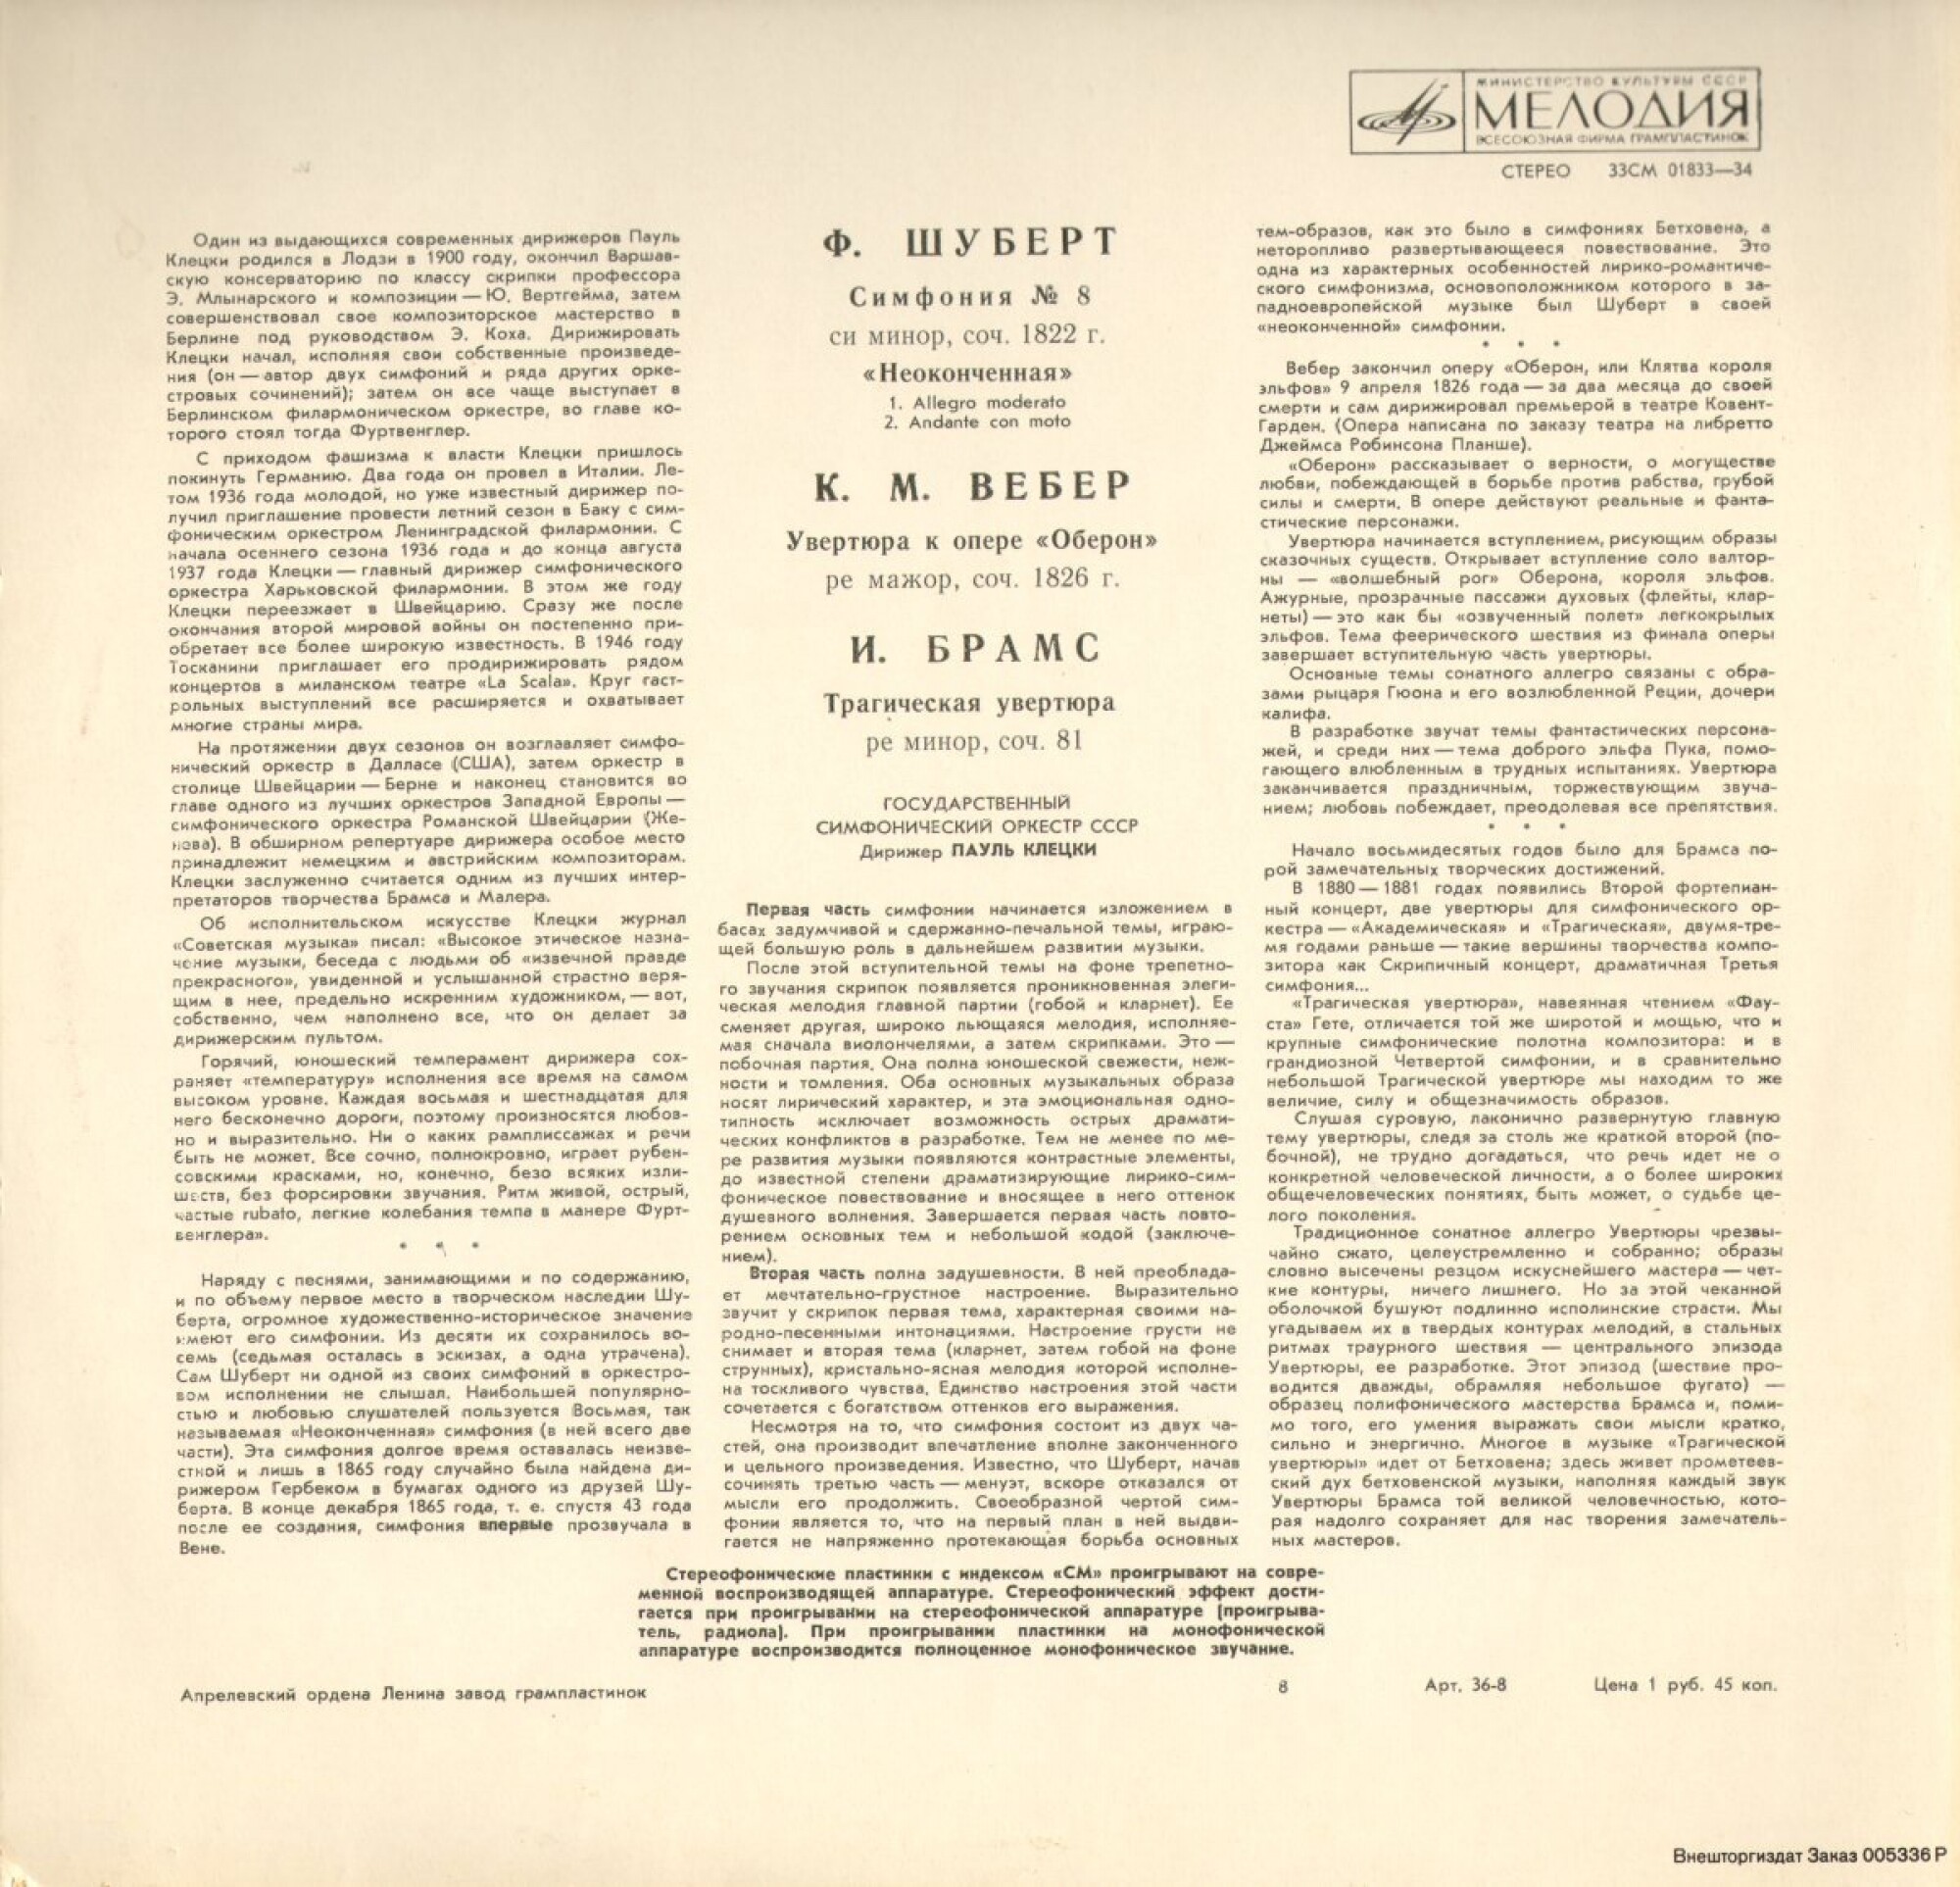 МИНИСТЕРСТВО КУЛЬТУРЫ СССР
МЕЛОДИЯ
ВСЕСОЮЗНАЯ ФИРМА ГРАМПЛАСТИНОК
СТЕРЕО 33СМ 01833—34
Один из выдающихся современных дирижеров Пауль
Клецки родился в Лодзи в 1900 году, окончил Варшав-
скую консерваторию по классу скрипки профессора
Э. Млынарского и композиции — Ю. Вертгейма, затем
совершенствовал свое композиторское мастерство в
Берлине под руководством Э. Коха. Дирижировать
Клецки начал, исполняя свои собственные произведе-
ния (он — автор двух симфоний и ряда других орке-
стровых сочинений); затем он все чаще выступает в
Берлинском филармоническом оркестре, во главе ко-
торого стоял тогда Фуртвенглер.
С приходом фашизма к власти Клецки пришлось
покинуть Германию. Два года он провел в Италии. Ле-
том 1936 года молодой, но уже известный дирижер по-
лучил приглашение провести летний сезон в Баку с сим-
фоническим оркестром Ленинградской филармонии. С
начала осеннего сезона 1936 года и до конца августа
1937 года Клецки — главный дирижер симфонического
оркестра Харьковской филармонии. В этом же году
Клецки переезжает в Швейцарию. Сразу же после
окончания второй мировой войны он постепенно при-
обретает все более широкую известность. В 1946 году
Тосканини приглашает его продирижировать рядом
концертов в миланском театре «La Scala». Круг гаст-
рольных выступлений все расширяется и охватывает
многие страны мира.
На протяжении двух сезонов он возглавляет симфо-
нический оркестр в Далласе (США), затем оркестр в
столице Швейцарии — Берне и наконец становится во
главе одного из лучших оркестров Западной Европы —
симфонического оркестра Романской Швейцарии (Же-
нева). В обширном репертуаре дирижера особое место
принадлежит немецким и австрийским композиторам.
Клецки заслуженно считается одним из лучших интер-
претаторов творчества Брамса и Малера.
Об исполнительском искусстве Клецки журнал
«Советская музыка» писал: «Высокое этическое назна-
чение музыки, беседа с людьми об «извечной правде
прекрасного», увиденной и услышанной страстно веря-
щим в нее, предельно искренним художником, — вот,
собственно, чем наполнено все, что он делает за
дирижерским пультом.
Горячий, юношеский темперамент дирижера сох-
раняет «температуру» исполнения все время на самом
высоком уровне. Каждая восьмая и шестнадцатая для
него бесконечно дороги, поэтому произносятся любов-
но и выразительно. Ни о каких рамплиссажах и речи
быть не может. Все сочно, полнокровно, играет рубен-
совскими красками, но, конечно, безо всяких изли-
шеств, без форсировки звучания. Ритм живой, острый,
частые rubato, легкие колебания темпа в манере Фурт-
венглера».
* * *
Наряду с песнями, занимающими и по содержанию,
и по объему первое место в творческом наследии Шу-
берта, огромное художественно-историческое значение
имеют его симфонии. Из десяти их сохранилось во-
семь (седьмая осталась в эскизах, а одна утрачена).
Сам Шуберт ни одной из своих симфоний в оркестро-
вом исполнении не слышал. Наибольшей популярно-
стью и любовью слушателей пользуется Восьмая, так
называемая «Неоконченная» симфония (в ней всего две
части). Эта симфония долгое время оставалась неизве-
стной и лишь в 1865 году случайно была найдена ди-
рижером Гербеком в бумагах одного из друзей Шу-
берта. В конце декабря 1865 года, т. е. спустя 43 года
после ее создания, симфония впервые прозвучала в
Вене.
Ф. ШУБЕРТ
Симфония № 8
си минор, соч. 1822 г.
«Неоконченная»
1. Allegro moderato
2. Andante con moto
К. М. ВЕБЕР
Увертюра к опере «Оберон»
ре мажор, соч. 1826 г.
И. БРАМС
Трагическая увертюра
ре минор, соч. 81
ГОСУДАРСТВЕННЫЙ
СИМФОНИЧЕСКИЙ ОРКЕСТР СССР
Дирижер ПАУЛЬ КЛЕЦКИ
Первая часть симфонии начинается изложением в
басах задумчивой и сдержанно-печальной темы, играю-
щей большую роль в дальнейшем развитии музыки.
После этой вступительной темы на фоне трепетно-
го звучания скрипок появляется проникновенная элеги-
ческая мелодия главной партии (гобой и кларнет). Ее
сменяет другая, широко льющаяся мелодия, исполняе-
мая сначала виолончелями, а затем скрипками. Это —
побочная партия. Она полна юношеской свежести, неж-
ности и томления. Оба основных музыкальных образа
носят лирический характер, и эта эмоциональная одно-
типность исключает возможность острых драмати-
ческих конфликтов в разработке. Тем не менее по ме-
ре развития музыки появляются контрастные элементы,
до известной степени драматизирующие лирико-сим-
фоническое повествование и вносящее в него оттенок
душевного волнения. Завершается первая часть повто-
рением основных тем и небольшой кодой (заключе-
нием).
Вторая часть полна задушевности. В ней преоблада-
ет мечтательно-грустное настроение. Выразительно
звучит у скрипок первая тема, характерная своими на-
родно-песенными интонациями. Настроение грусти не
снимает и вторая тема (кларнет, затем гобой на фоне
струнных), кристально-ясная мелодия которой исполне-
на тоскливого чувства. Единство настроения этой части
сочетается с богатством оттенков его выражения.
Несмотря на то, что симфония состоит из двух ча-
стей, она производит впечатление вполне законченного
и цельного произведения. Известно, что Шуберт, начав
сочинять третью часть — менуэт, вскоре отказался от
мысли его продолжить. Своеобразной чертой сим-
фонии является то, что на первый план в ней выдви-
гается не напряженно протекающая борьба основных
тем-образов, как это было в симфониях Бетховена, а
неторопливо развертывающееся повествование. Это
одна из характерных особенностей лирико-романтиче-
ского симфонизма, основоположником которого в за-
падноевропейской музыке был Шуберт в своей
«неоконченной» симфонии.
* * *
Вебер закончил оперу «Оберон, или Клятва короля
эльфов» 9 апреля 1826 года — за два месяца до своей
смерти и сам дирижировал премьерой в театре Ковент-
Гарден. (Опера написана по заказу театра на либретто
Джеймса Робинсона Планше).
«Оберон» рассказывает о верности, о могуществе
любви, побеждающей в борьбе против рабства, грубой
силы и смерти. В опере действуют реальные и фанта-
стические персонажи.
Увертюра начинается вступлением, рисующим образы
сказочных существ. Открывает вступление соло валтор-
ны — «волшебный рог» Оберона, короля эльфов.
Ажурные, прозрачные пассажи духовых (флейты, клар-
неты) — это как бы «озвученный полет» легкокрылых
эльфов. Тема феерического шествия из финала оперы
завершает вступительную часть увертюры.
Основные темы сонатного аллегро связаны с обра-
зами рыцаря Гюона и его возлюбленной Реции, дочери
калифа.
В разработке звучат темы фантастических персона-
жей, и среди них — тема доброго эльфа Пука, помо-
гающего влюбленным в трудных испытаниях. Увертюра
заканчивается праздничным, торжествующим звуча-
нием; любовь побеждает, преодолевая все препятствия.
* * *
Начало восьмидесятых годов было для Брамса по-
рой замечательных творческих достижений.
В 1880 — 1881 годах появились Второй фортепиан-
ный концерт, две увертюры для симфонического ор-
кестра — «Академическая» и «Трагическая», двумя-тре-
мя годами раньше — такие вершины творчества компо-
зитора как Скрипичный концерт, драматичная Третья
симфония...
«Трагическая увертюра», навеянная чтением «Фау-
ста» Гете, отличается той же широтой и мощью, что и
крупные симфонические полотна композитора: и в
грандиозной Четвертой симфонии, и в сравнительно
небольшой Трагической увертюре мы находим то же
величие, силу и общезначимость образов.
Слушая суровую, лаконично развернутую главную
тему увертюры, следя за столь же краткой второй (по-
бочной), не трудно догадаться, что речь идет не о
конкретной человеческой личности, а о более широких
общечеловеческих понятиях, быть может, о судьбе це-
лого поколения.
Традиционное сонатное аллегро Увертюры чрезвы-
чайно сжато, целеустремленно и собранно; образы
словно высечены резцом искуснейшего мастера — чет-
кие контуры, ничего лишнего. Но за этой чеканной
оболочкой бушуют подлинно исполинские страсти. Мы
угадываем их в твердых контурах мелодий, в стальных
ритмах траурного шествия — центрального эпизода
Увертюры, ее разработке. Этот эпизод (шествие про-
водится дважды, обрамляя небольшое фугато) —
образец полифонического мастерства Брамса и, поми-
мо того, его умения выражать свои мысли кратко,
сильно и энергично. Многое в музыке «Трагической
увертюры» идет от Бетховена; здесь живет прометеев-
ский дух бетховенской музыки, наполняя каждый звук
Увертюры Брамса той великой человечностью, кото-
рая надолго сохраняет для нас творения замечатель-
ных мастеров.
Стереофонические пластинки с индексом «СМ» проигрывают на совре-
менной воспроизводящей аппаратуре. Стереофонический эффект дости-
гается при проигрывании на стереофонической аппаратуре (проигрыва-
тель, радиола). При проигрывании пластинки на монофонической
аппаратуре воспроизводится полноценное монофоническое звучание.
Апрелевский ордена Ленина завод грампластинок 8 Арт. 36-8 Цена 1 руб. 45 коп.
Внешторгиздат Заказ 005336 Р